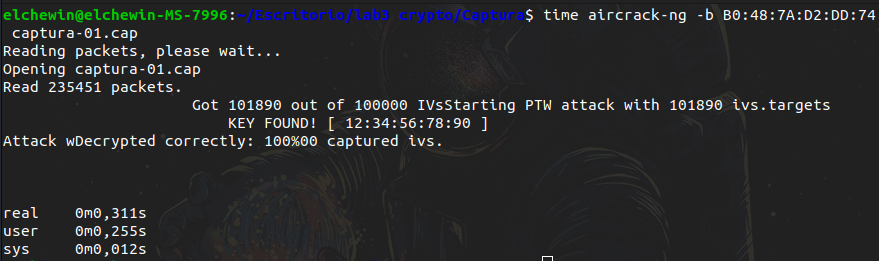 elchewin@elchewin-MS-7996:~/Escritorio/lab3 crypto/Captura$ time aircrack-ng -b B0:48:7A:D2:DD:74
 captura-01.cap
Reading packets, please wait...
Opening captura-01.cap
Read 235451 packets.
Got 101890 out of 100000 IVsStarting PTW attack with 101890 ivs.targets
KEY FOUND! [ 12:34:56:78:90 ]
Attack wDecrypted correctly: 100%00 captured ivs.
real 0m0,311s
user 0m0,255s
sys 0m0,012s